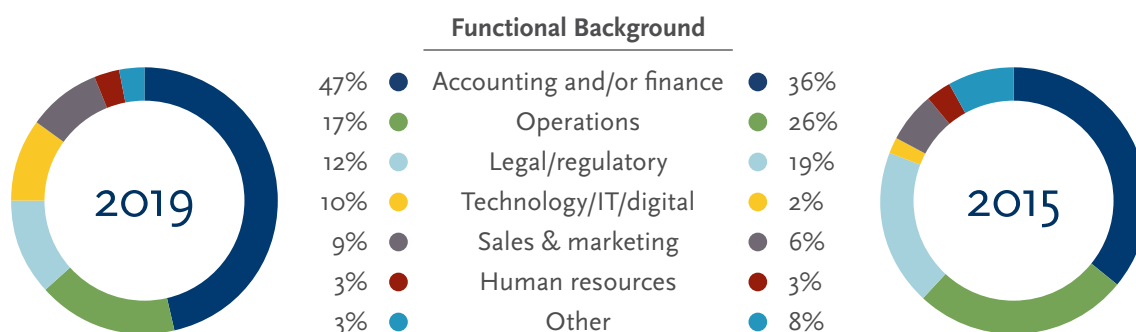 Functional Background
47% Accounting and/or finance 36%
17% Operations 26%
12% Legal/regulatory 19%
2019 10% Technology/IT/digital 2% 2015
9% Sales & marketing 6%
3% Human resources 3%
3% Other 8%